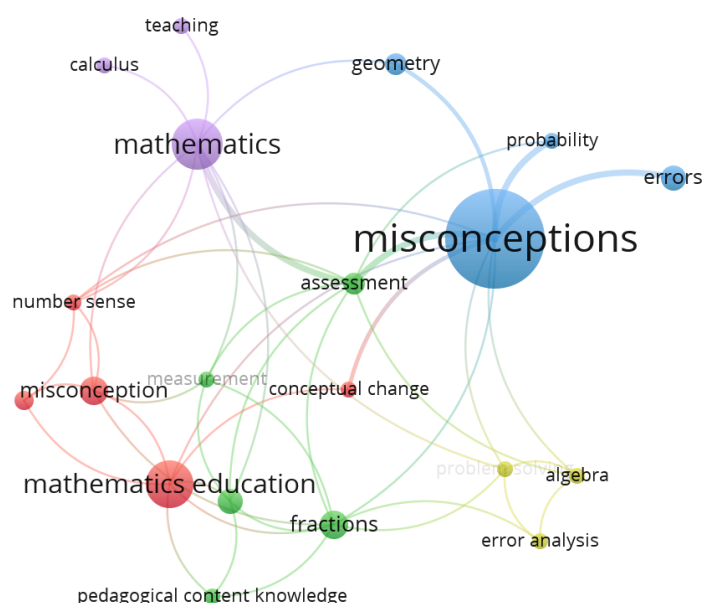 teaching
calculus
geometry
mathematics
probability
errors
misconceptions
assessment
number sense
measurement
misconception
conceptual change
problem solving
algebra
mathematics education
fractions
error analysis
pedagogical content knowledge